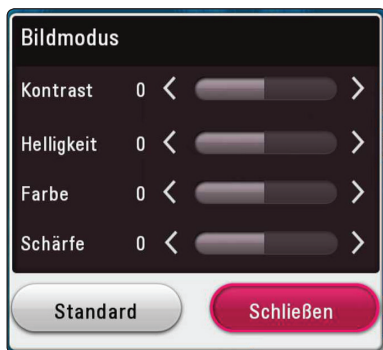 Bildmodus
Kontrast 0
Helligkeit 0
Farbe 0
Schärfe 0
Standard Schließen